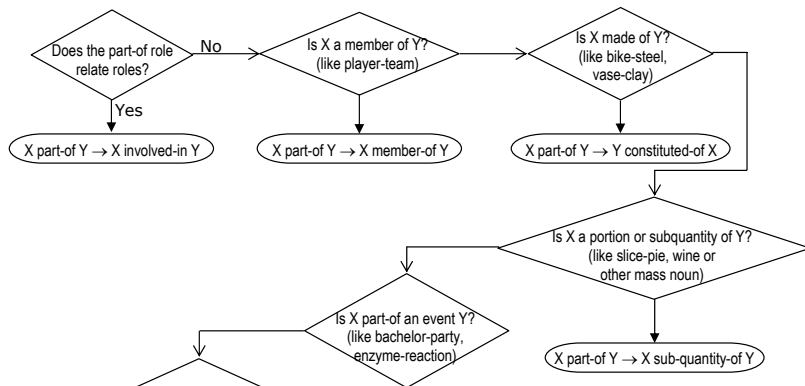 Does the part-of role
relate roles?
No
Yes
X part-of Y → X involved-in Y
Is X a member of Y?
(like player-team)
X part-of Y → X member-of Y
Is X made of Y?
(like bike-steel,
vase-clay)
X part-of Y → Y constituted-of X
Is X a portion or subquantity of Y?
(like slice-pie, wine or
other mass noun)
X part-of Y → X sub-quantity-of Y
Is X part-of an event Y?
(like bachelor-party,
enzyme-reaction)